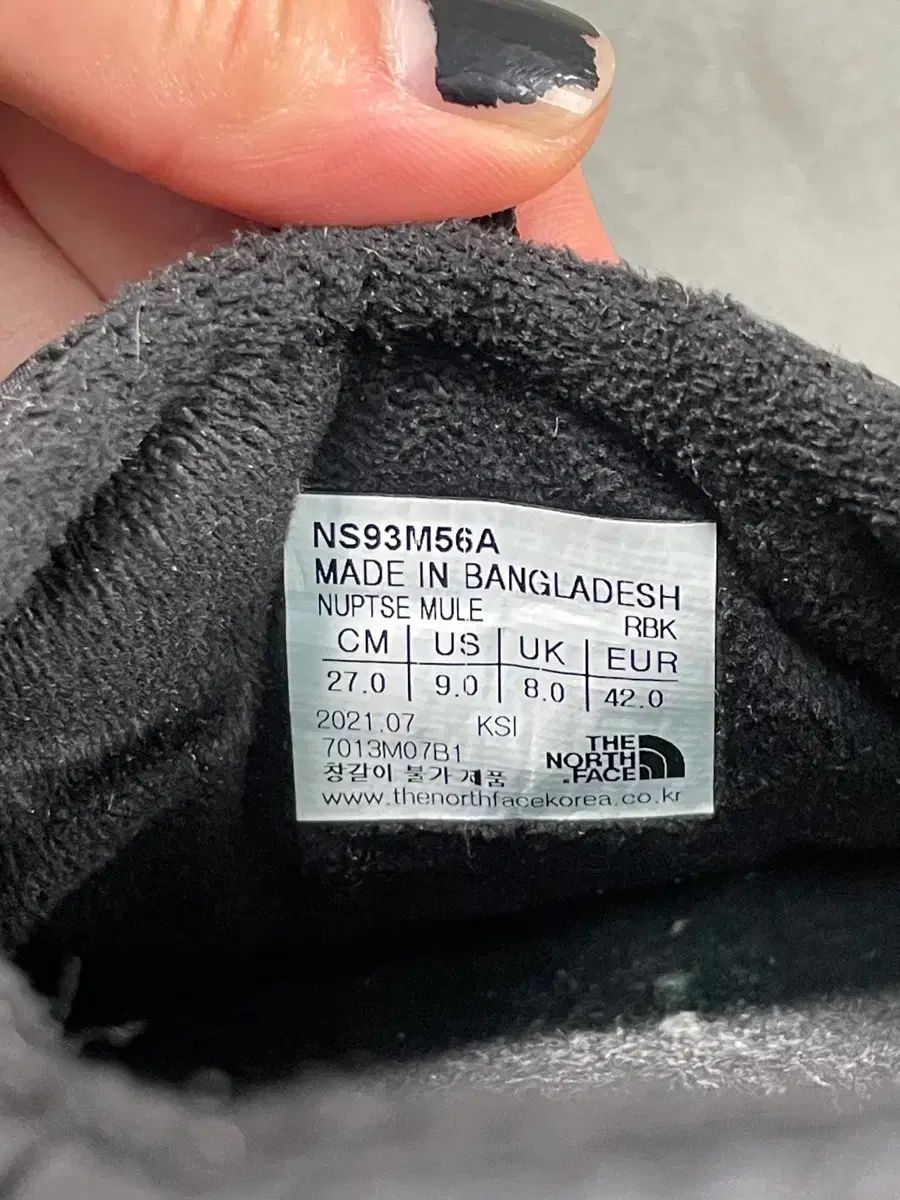 NS93M56A
MADE IN BANGLADESH
NUPTSE MULE
RBK
CM US UK EUR
27.0 9.0 8.0 42.0
2021.07 KSI
7013M07B1
창갈이 불가 제품
THE
NORTH
FACE
www.thenorthfacekorea.co.kr